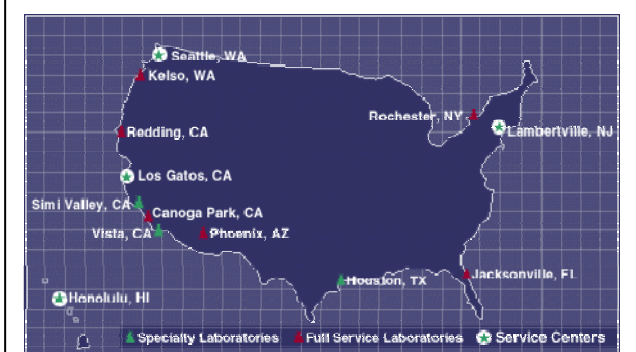 Seattle, WA
Kelso, WA
Rochester, NY
Redding, CA
Lambertville, NJ
Los Gatos, CA
Simi Valley, CA
Canoga Park, CA
Vista, CA
Phoenix, AZ
Houston, TX
Jacksonville, FL
Honolulu, HI
Specialty Laboratories Full Service Laboratories Service Centers